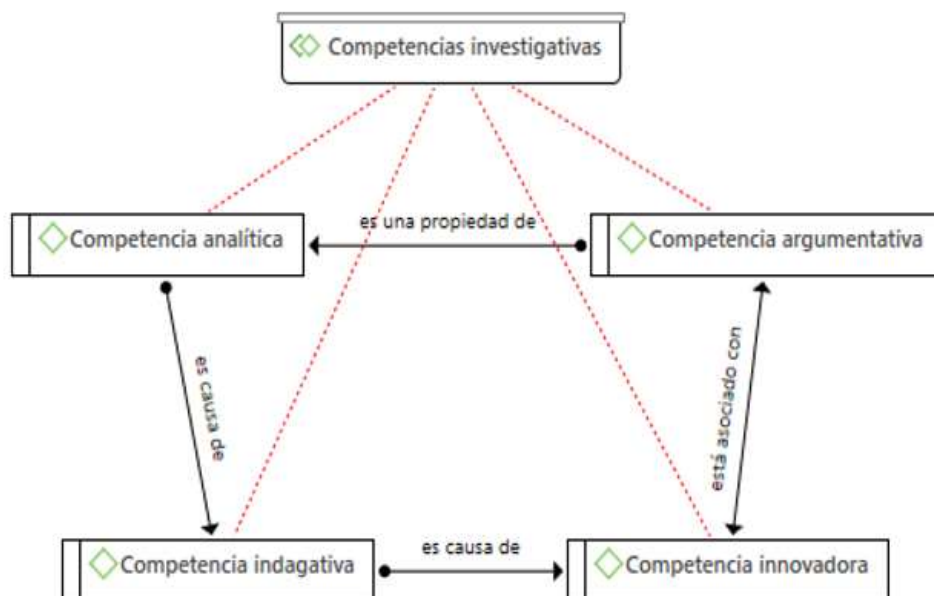 Competencias investigativas
es una propiedad de
Competencia analítica
Competencia argumentativa
es causa de
está asociado con
es causa de
Competencia indagativa
Competencia innovadora